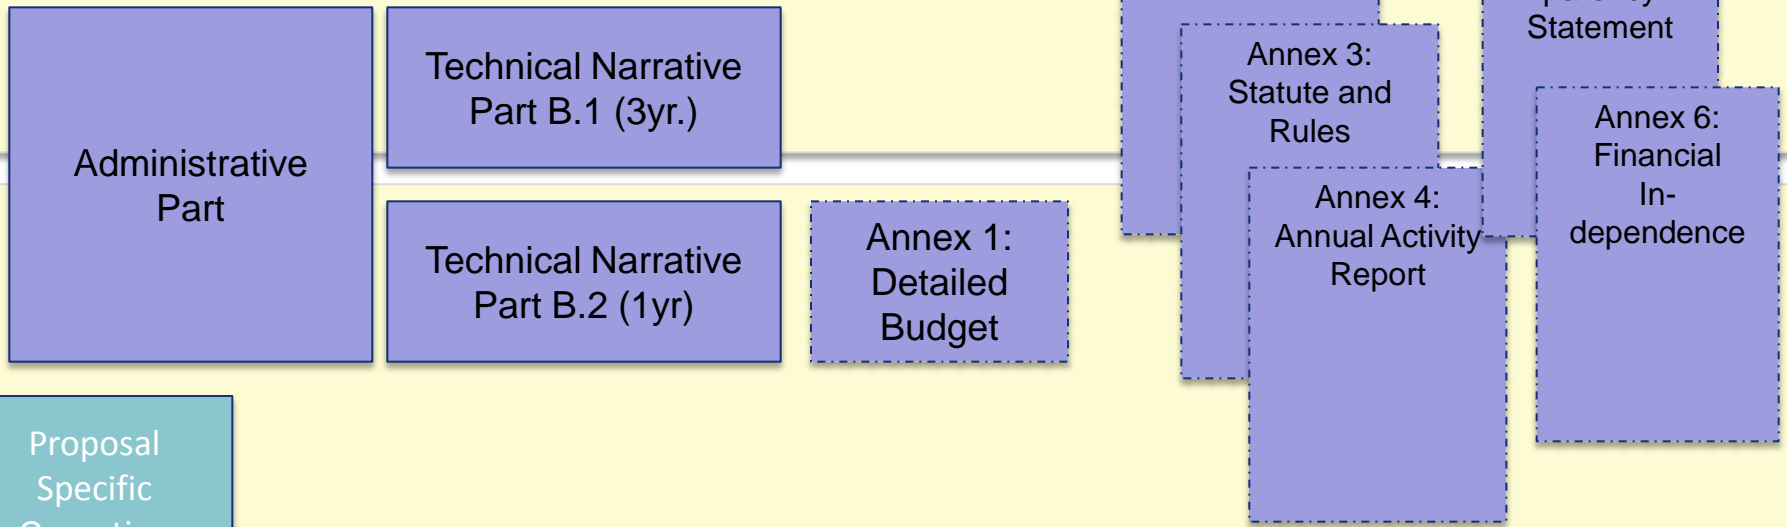 Administrative
Part
Technical Narrative
Part B.1 (3yr.)
Technical Narrative
Part B.2 (1yr)
Annex 1:
Detailed
Budget
Annex 3:
Statute and
Rules
Annex 4:
Annual Activity
Report
Statement
Annex 6:
Financial
In-
dependence
Proposal
Specific